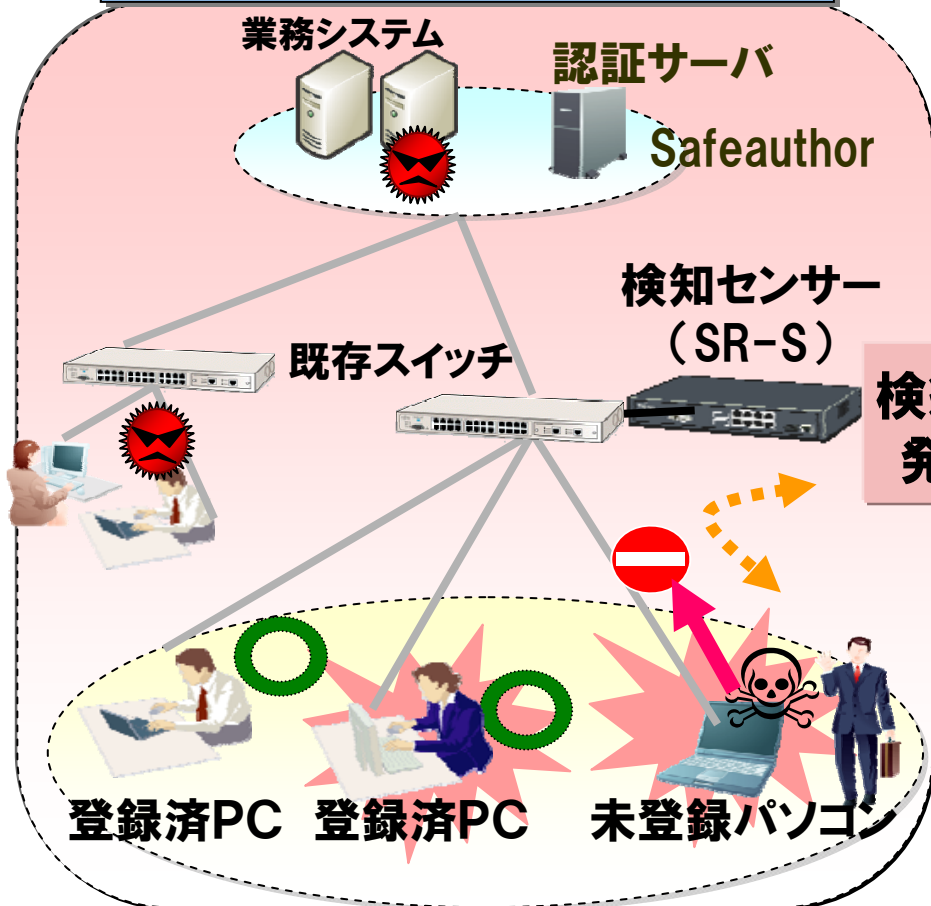 業務システム
認証サーバ
Safeauthor
検知センサー
（SR-S）
既存スイッチ
検
発
登録済PC
登録済PC
未登録パソコン